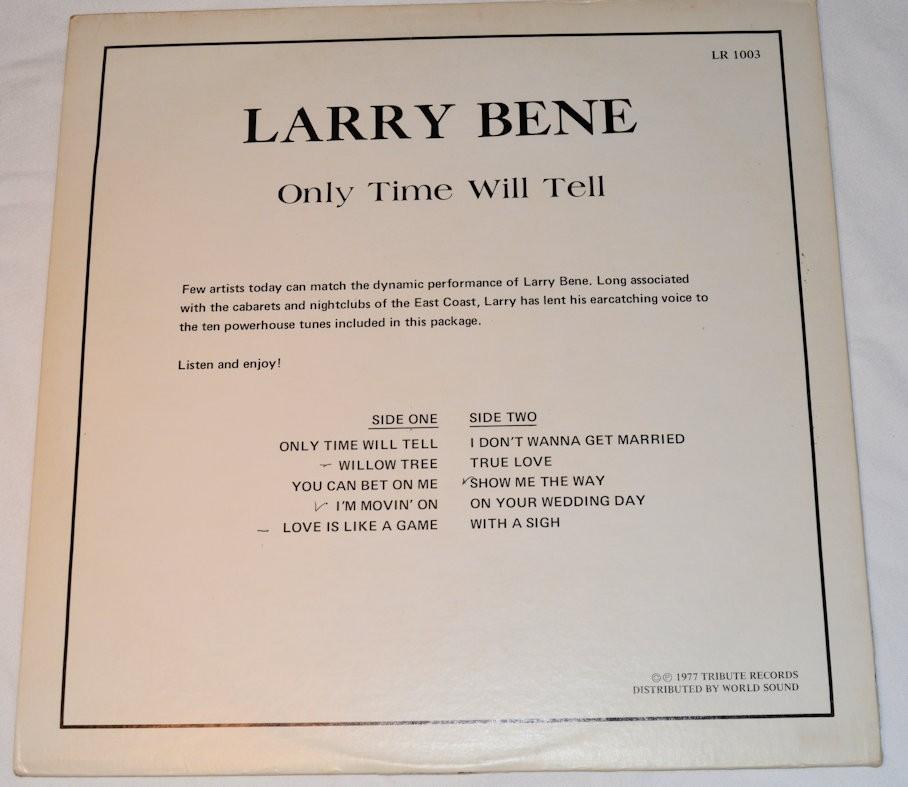 LR 1003
LARRY BENE
Only Time Will Tell
Few artists today can match the dynamic performance of Larry Bene. Long associated
with the cabarets and nightclubs of the East Coast, Larry has lent his earcatching voice to
the ten powerhouse tunes included in this package.
Listen and enjoy!
SIDE ONE
ONLY TIME WILL TELL
WILLOW TREE
YOU CAN BET ON ME
I'M MOVIN' ON
LOVE IS LIKE A GAME
SIDE TWO
I DON'T WANNA GET MARRIED
TRUE LOVE
SHOW ME THE WAY
ON YOUR WEDDING DAY
WITH A SIGH
©℗ 1977 TRIBUTE RECORDS
DISTRIBUTED BY WORLD SOUND